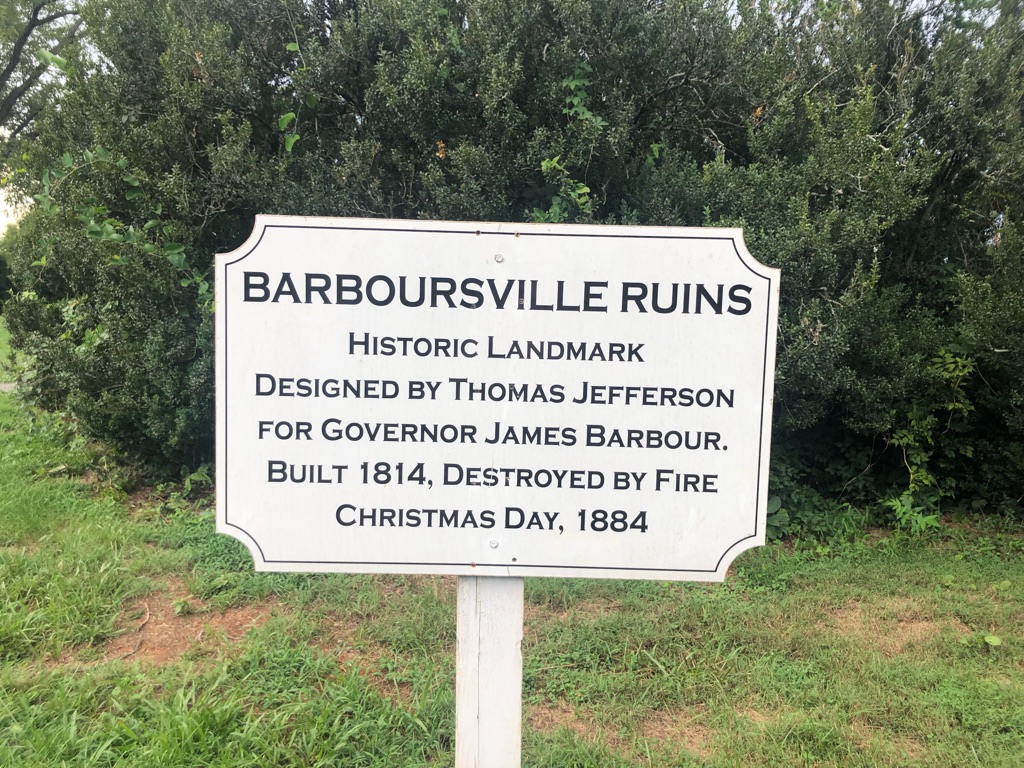 BARBOURSVILLE RUINS
HISTORIC LANDMARK
DESIGNED BY THOMAS JEFFERSON
FOR GOVERNOR JAMES BARBOUR.
BUILT 1814, DESTROYED BY FIRE
CHRISTMAS DAY, 1884